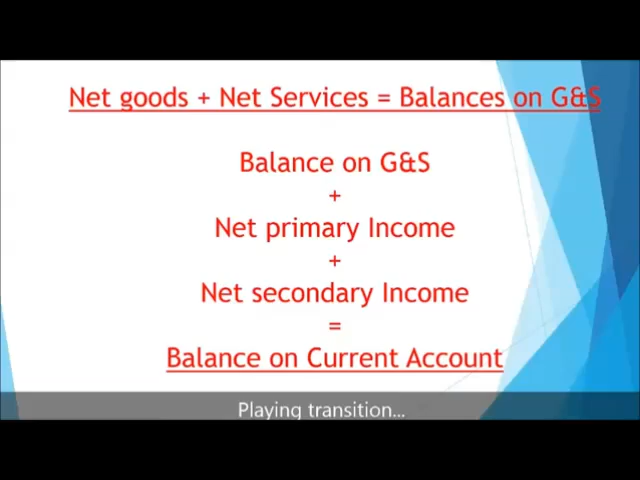 Net goods + Net Services = Balances on G&S
Balance on G&S
+
Net primary Income
+
Net secondary Income
=
Balance on Current Account
Playing transition...